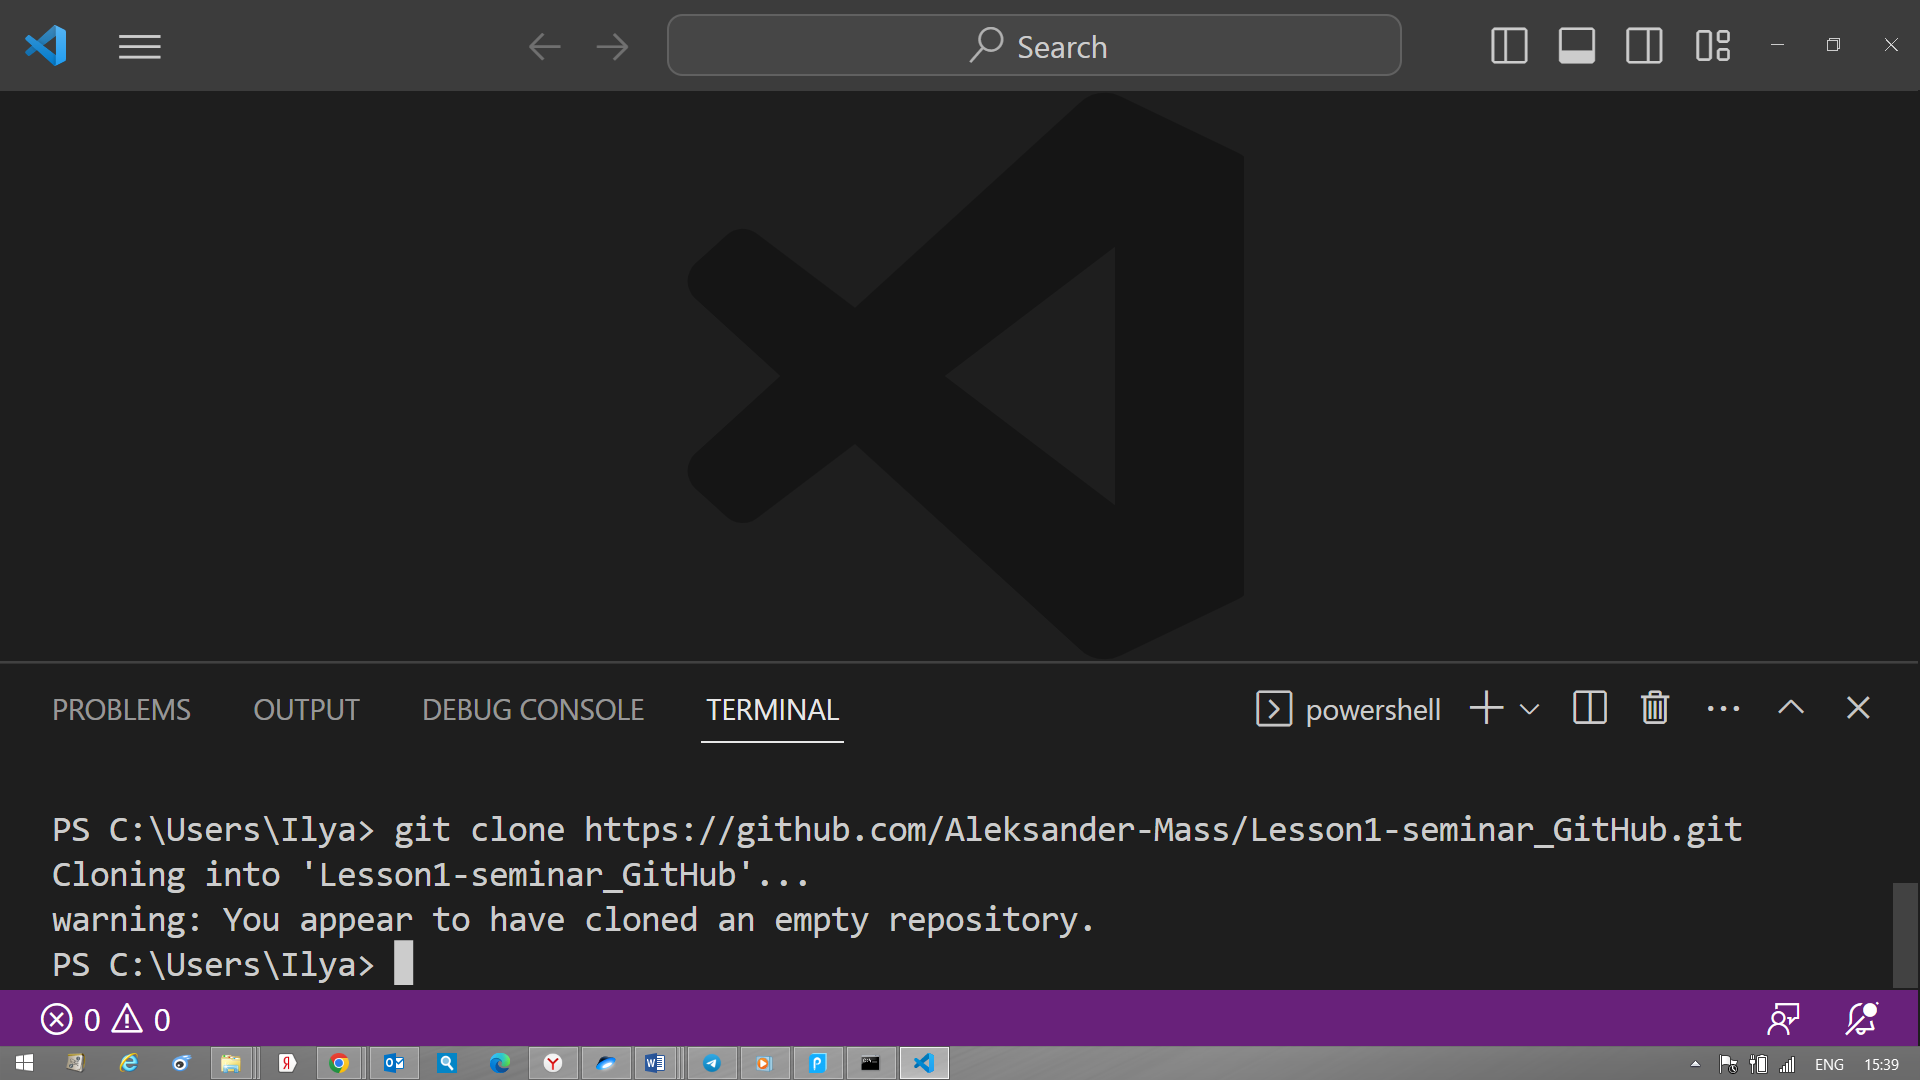 Search
PROBLEMS OUTPUT DEBUG CONSOLE TERMINAL powershell
PS C:\Users\Ilya> git clone https://github.com/Aleksander-Mass/Lesson1-seminar_GitHub.git
Cloning into 'Lesson1-seminar_GitHub'...
warning: You appear to have cloned an empty repository.
PS C:\Users\Ilya>
0 0
ENG 15:39